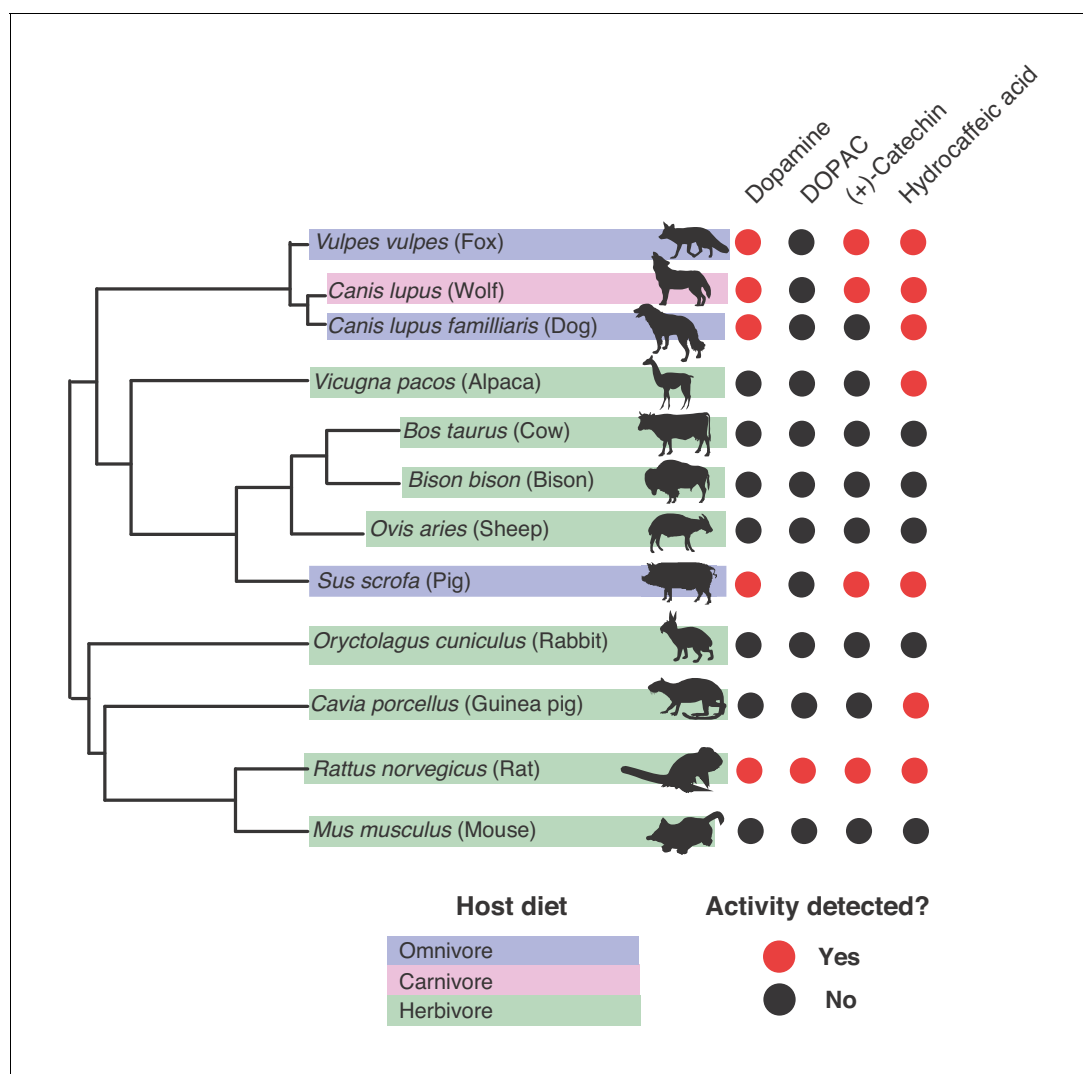 Dopamine
DOPAC
(+)-Catechin
Hydrocaffeic acid
Vulpes vulpes (Fox)
Canis lupus (Wolf)
Canis lupus familliaris (Dog)
Vicugna pacos (Alpaca)
Bos taurus (Cow)
Bison bison (Bison)
Ovis aries (Sheep)
Sus scrofa (Pig)
Oryctolagus cuniculus (Rabbit)
Cavia porcellus (Guinea pig)
Rattus norvegicus (Rat)
Mus musculus (Mouse)
Host diet
Omnivore
Carnivore
Herbivore
Activity detected?
Yes
No